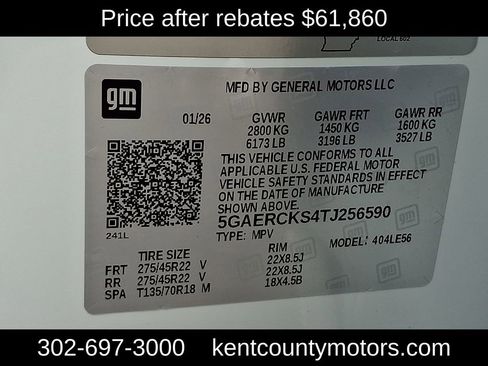 Price after rebates $61,860
LOCAL 602
gm
MFD BY GENERAL MOTORS LLC
01/26 GVWR GAWR FRT GAWR RR
2800 KG 1450 KG 1600 KG
6173 LB 3196 LB 3527 LB
THIS VEHICLE CONFORMS TO ALL
APPLICABLE U.S. FEDERAL MOTOR
VEHICLE SAFETY STANDARDS IN EFFECT
ON THE DATE OF MANUFACTURE
SHOWN ABOVE.
5GAERCKS4TJ256590
241L
TYPE: MPV MODEL: 404LE56
TIRE SIZE RIM
FRT 275/45R22 V 22X8.5J
RR 275/45R22 V 22X8.5J
SPA T135/70R18 M 18X4.5B
302-697-3000 kentcountymotors.com